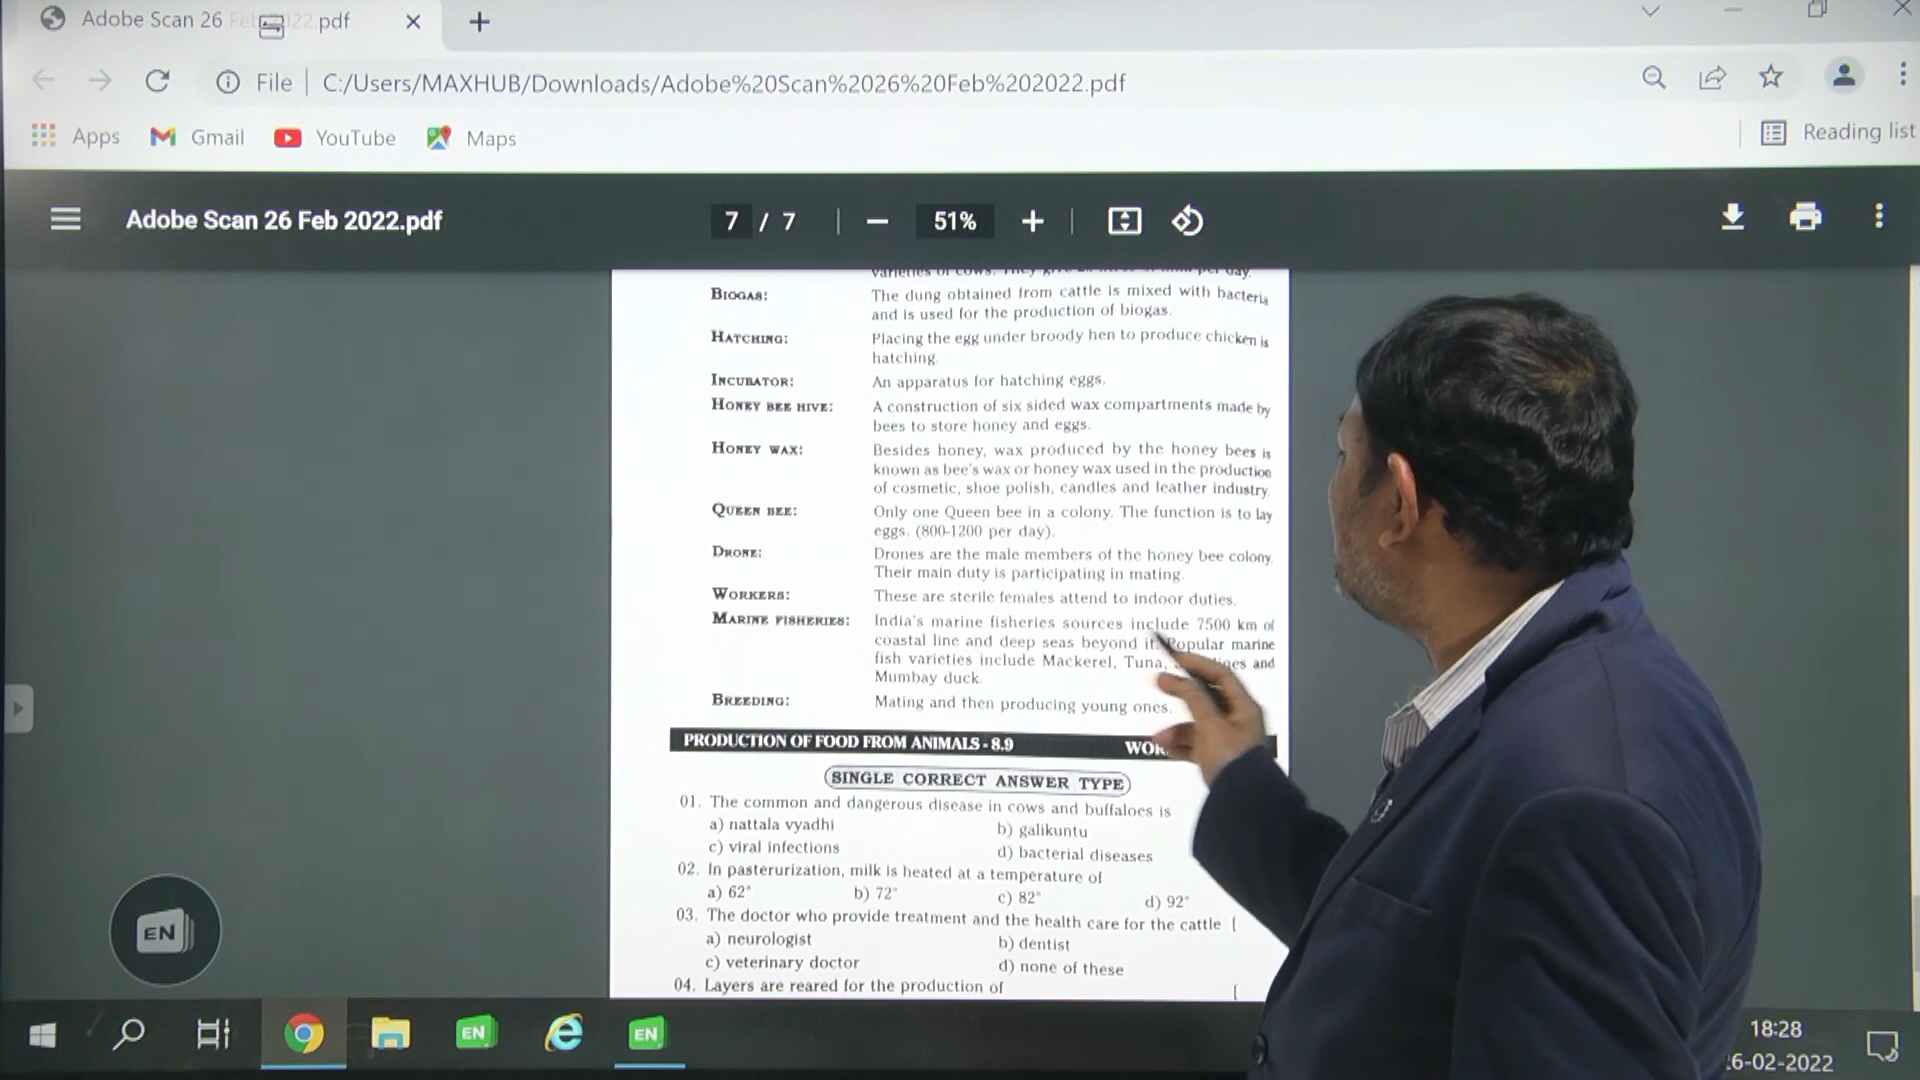 Adobe Scan 26 Feb 2022.pdf
File C:/Users/MAXHUB/Downloads/Adobe%20Scan%2026%20Feb%202022.pdf
Apps Gmail YouTube Maps Reading list
Adobe Scan 26 Feb 2022.pdf 7 / 7 51%
BIOGAS: The dung obtained from cattle is mixed with bacteria
and is used for the production of biogas.
HATCHING: Placing the egg under broody hen to produce chicken is
hatching.
INCUBATOR: An apparatus for hatching eggs.
HONEY BEE HIVE: A construction of six sided wax compartments made by
bees to store honey and eggs.
HONEY WAX: Besides honey, wax produced by the honey bees is
known as bee's wax or honey wax used in the production
of cosmetic, shoe polish, candles and leather industry.
QUEEN BEE: Only one Queen bee in a colony. The function is to lay
eggs. (800-1200 per day).
DRONE: Drones are the male members of the honey bee colony.
Their main duty is participating in mating.
WORKERS: These are sterile females attend to indoor duties.
MARINE FISHERIES: India's marine fisheries sources include 7500 km of
coastal line and deep seas beyond it. Popular marine
fish varieties include Mackerel, Tuna, and
Mumbay duck.
BREEDING: Mating and then producing young ones.
PRODUCTION OF FOOD FROM ANIMALS - 8.9
SINGLE CORRECT ANSWER TYPE
01. The common and dangerous disease in cows and buffaloes is
a) nattala vyadhi b) galikuntu
c) viral infections d) bacterial diseases
02. In pasterurization, milk is heated at a temperature of
a) 62° b) 72° c) 82° d) 92°
03. The doctor who provide treatment and the health care for the cattle [
a) neurologist b) dentist
c) veterinary doctor d) none of these
04. Layers are reared for the production of [
EN
EN EN
18:28
6-02-2022